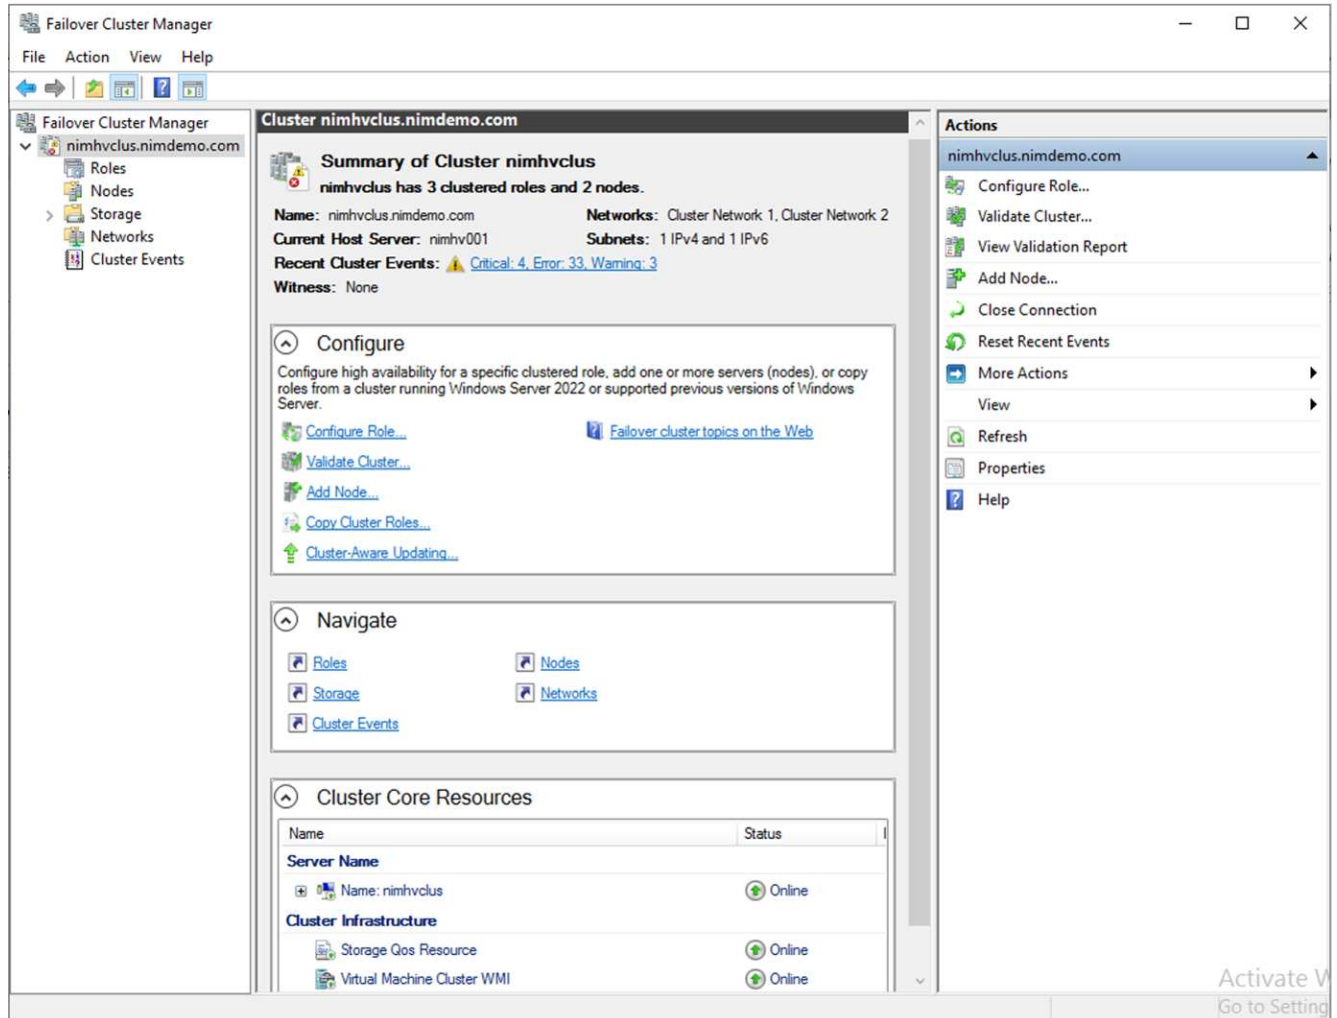 Failover Cluster Manager
File Action View Help
Failover Cluster Manager
nimhvclus.nimdemo.com
Roles
Nodes
Storage
Networks
Cluster Events
Cluster nimhvclus.nimdemo.com
Summary of Cluster nimhvclus
nimhvclus has 3 clustered roles and 2 nodes.
Name: nimhvclus.nimdemo.com
Networks: Cluster Network 1, Cluster Network 2
Current Host Server: nimhv001
Subnets: 1 IPv4 and 1 IPv6
Recent Cluster Events: Critical: 4, Error: 33, Warning: 3
Witness: None
Configure
Configure high availability for a specific clustered role, add one or more servers (nodes), or copy
roles from a cluster running Windows Server 2022 or supported previous versions of Windows
Server.
Configure Role...
Failover cluster topics on the Web
Validate Cluster...
Add Node...
Copy Cluster Roles...
Cluster-Aware Updating...
Navigate
Roles
Nodes
Storage
Networks
Cluster Events
Cluster Core Resources
Name Status
Server Name
Name: nimhvclus Online
Cluster Infrastructure
Storage Qos Resource Online
Virtual Machine Cluster WMI Online
Actions
nimhvclus.nimdemo.com
Configure Role...
Validate Cluster...
View Validation Report
Add Node...
Close Connection
Reset Recent Events
More Actions
View
Refresh
Properties
Help
Activate W
Go to Setting